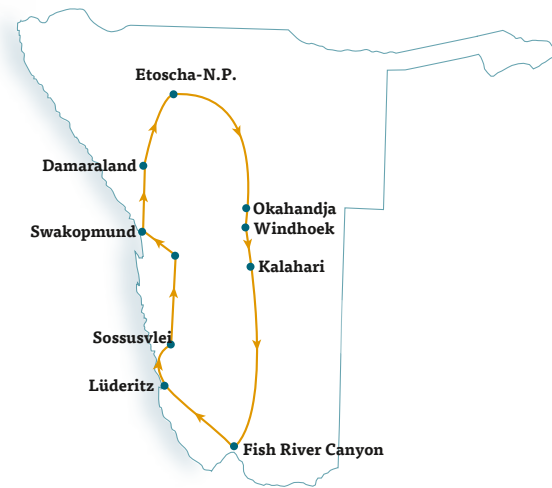 Etoscha-N.P.
Damaraland
Okahandja
Swakopmund
Windhoek
Kalahari
Sossusvlei
Lüderitz
Fish River Canyon